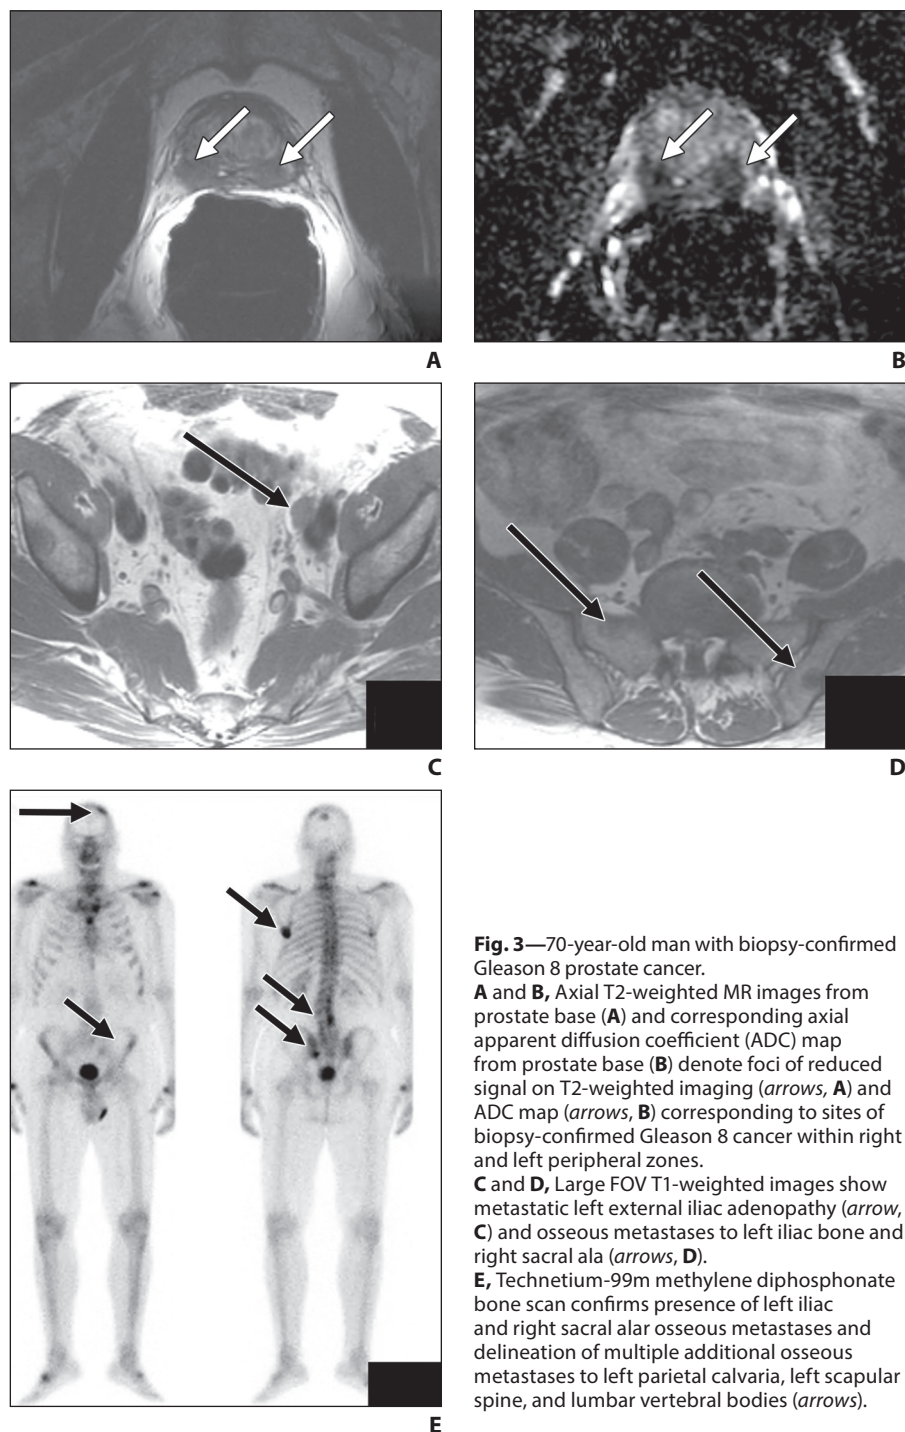 A
B
C
D
E
Fig. 3—70-year-old man with biopsy-confirmed
Gleason 8 prostate cancer.
A and B, Axial T2-weighted MR images from
prostate base (A) and corresponding axial
apparent diffusion coefficient (ADC) map
from prostate base (B) denote foci of reduced
signal on T2-weighted imaging (arrows, A) and
ADC map (arrows, B) corresponding to sites of
biopsy-confirmed Gleason 8 cancer within right
and left peripheral zones.
C and D, Large FOV T1-weighted images show
metastatic left external iliac adenopathy (arrow,
C) and osseous metastases to left iliac bone and
right sacral ala (arrows, D).
E, Technetium-99m methylene diphosphonate
bone scan confirms presence of left iliac
and right sacral alar osseous metastases and
delineation of multiple additional osseous
metastases to left parietal calvaria, left scapular
spine, and lumbar vertebral bodies (arrows).